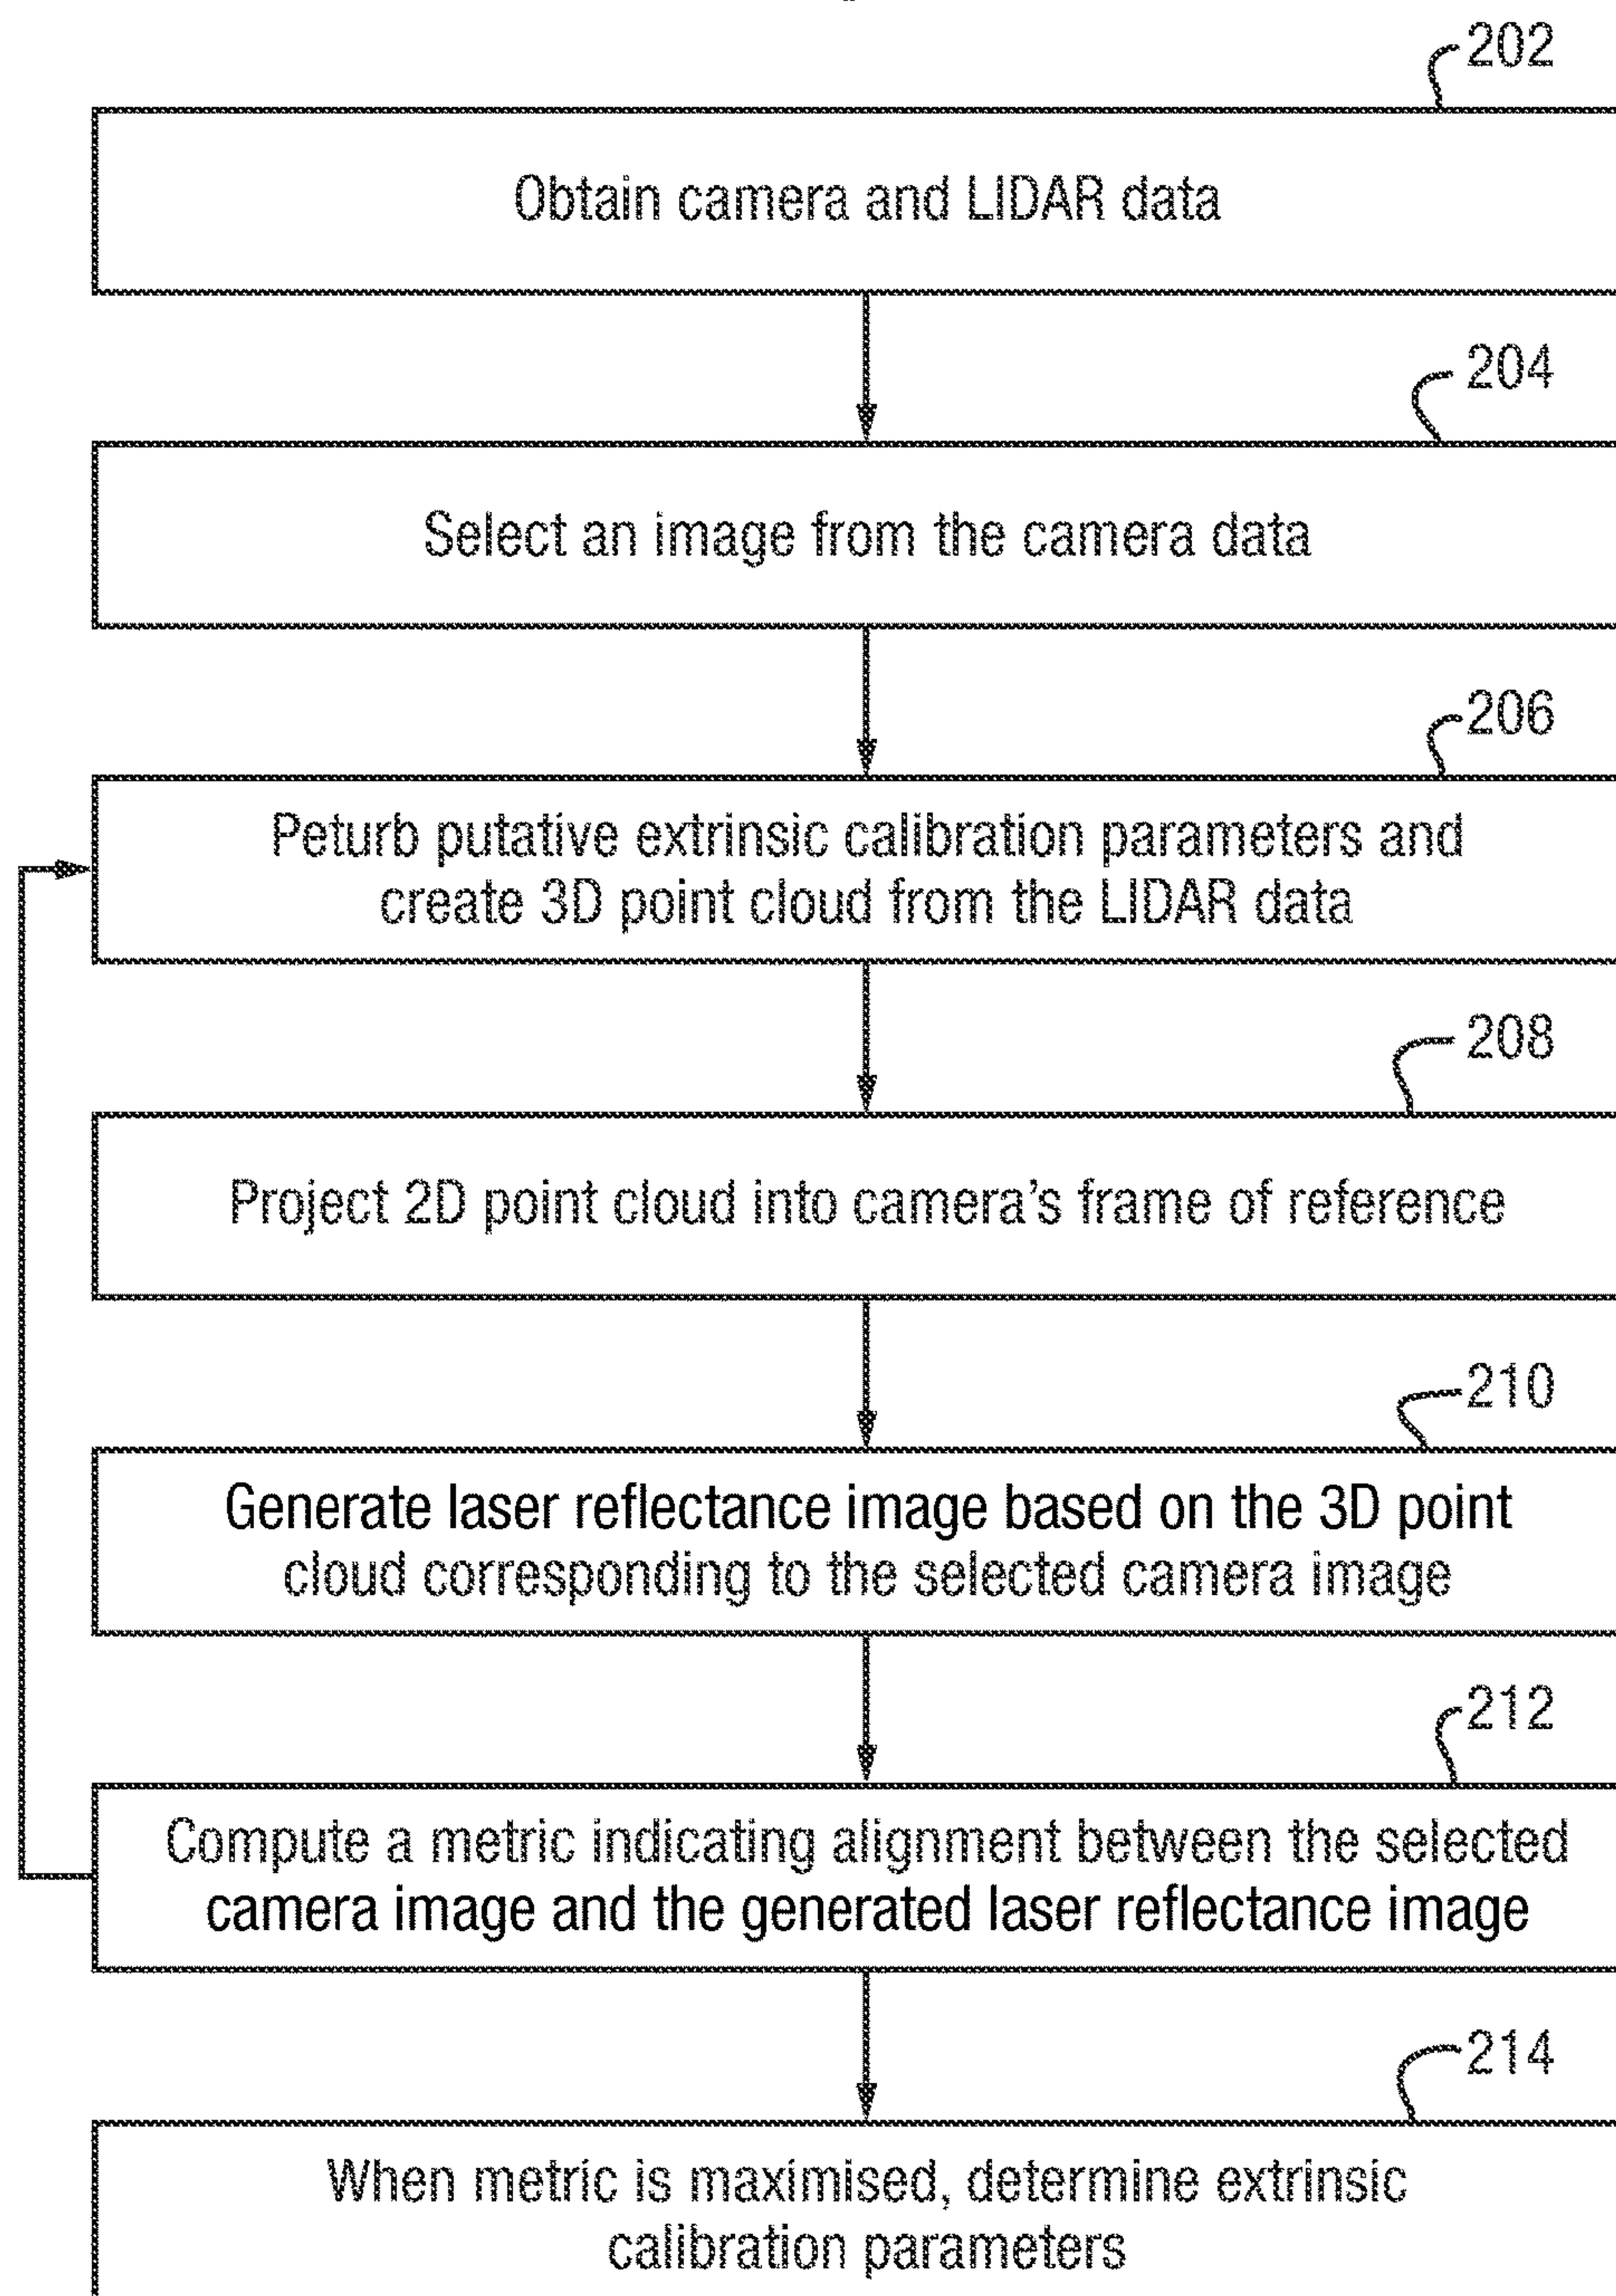 202
Obtain camera and LIDAR data
204
Select an image from the camera data
206
Peturb putative extrinsic calibration parameters and
create 3D point cloud from the LIDAR data
208
Project 2D point cloud into camera's frame of reference
210
Generate laser reflectance image based on the 3D point
cloud corresponding to the selected camera image
212
Compute a metric indicating alignment between the selected
camera image and the generated laser reflectance image
214
When metric is maximised, determine extrinsic
calibration parameters